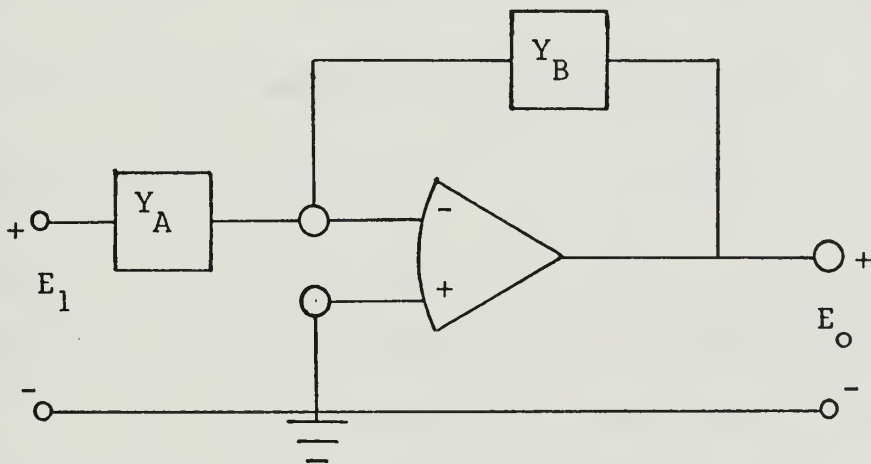 Y_B
Y_A
-
+
E_1
+
+
E_o
-
-